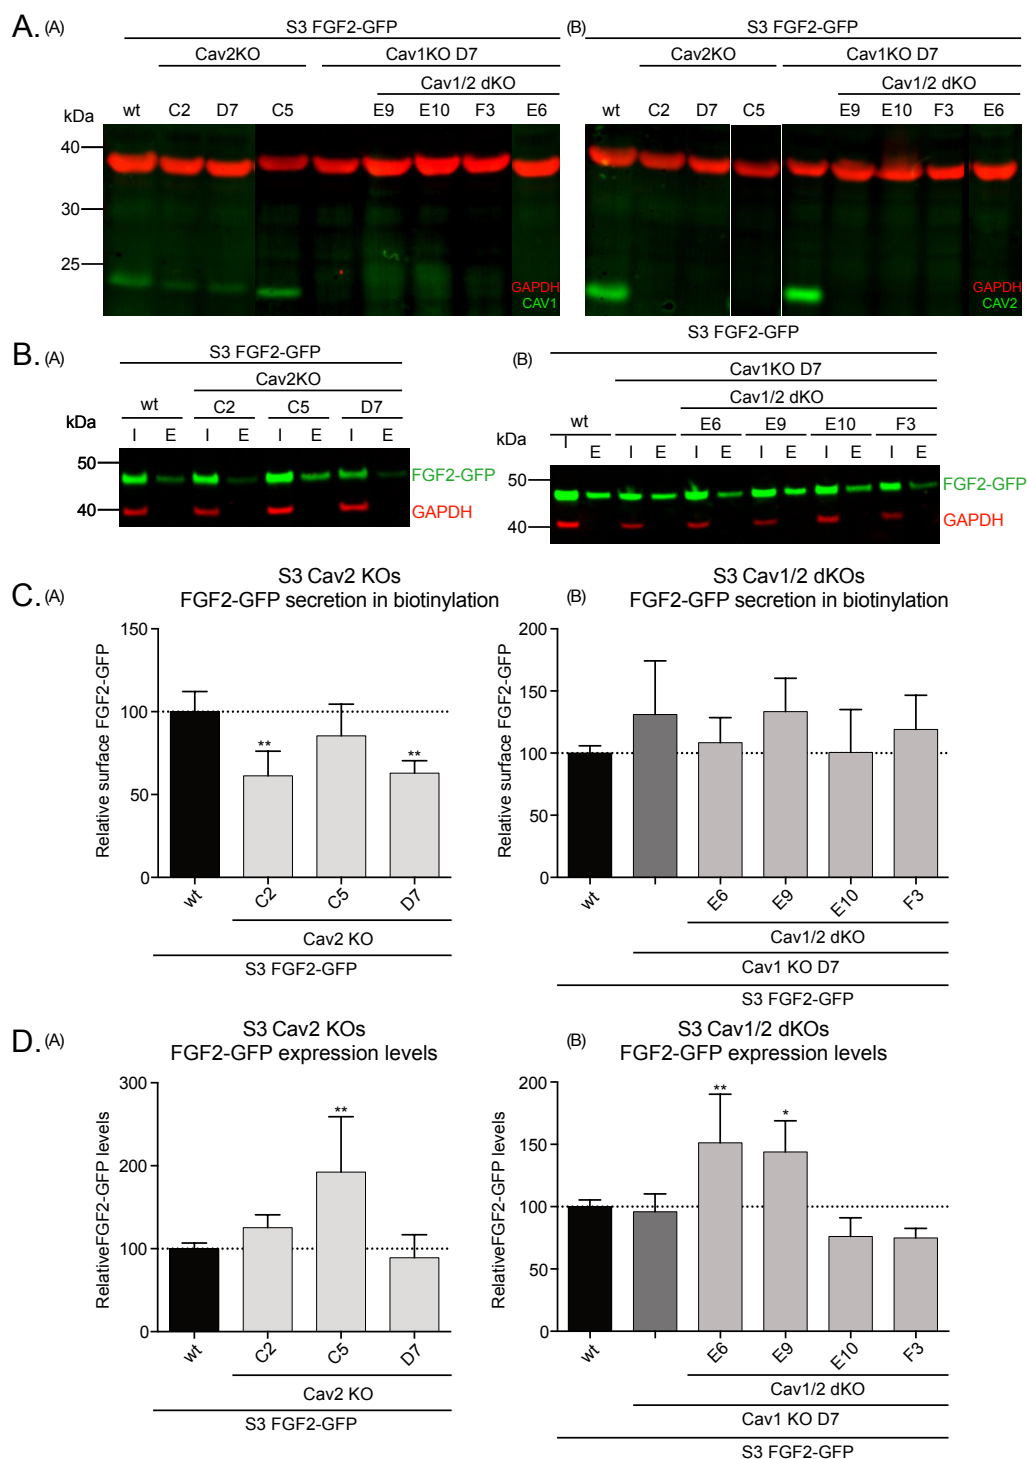 A. (A)
S3 FGF2-GFP
Cav2KO
Cav1KO D7
Cav1/2 dKO
kDa
wt C2 D7 C5 E9 E10 F3 E6
40
30
25
GAPDH
CAV1
(B)
S3 FGF2-GFP
Cav2KO
Cav1KO D7
Cav1/2 dKO
wt C2 D7 C5 E9 E10 F3 E6
GAPDH
CAV2
B. (A)
S3 FGF2-GFP
Cav2KO
wt C2 C5 D7
kDa
I E I E I E I E
50
40
FGF2-GFP
GAPDH
(B)
S3 FGF2-GFP
Cav1KO D7
Cav1/2 dKO
wt E6 E9 E10 F3
kDa
I E I E I E I E I E I E
50
40
FGF2-GFP
GAPDH
C. (A)
S3 Cav2 KOs
FGF2-GFP secretion in biotinylation
Relative surface FGF2-GFP
150
100
50
0
** **
wt C2 C5 D7
Cav2 KO
S3 FGF2-GFP
(B)
S3 Cav1/2 dKOs
FGF2-GFP secretion in biotinylation
Relative surface FGF2-GFP
200
150
100
50
0
wt E6 E9 E10 F3
Cav1/2 dKO
Cav1 KO D7
S3 FGF2-GFP
D. (A)
S3 Cav2 KOs
FGF2-GFP expression levels
RelativeFGF2-GFP levels
300
200
100
0
**
wt C2 C5 D7
Cav2 KO
S3 FGF2-GFP
(B)
S3 Cav1/2 dKOs
FGF2-GFP expression levels
RelativeFGF2-GFP levels
200
150
100
50
0
** *
wt E6 E9 E10 F3
Cav1/2 dKO
Cav1 KO D7
S3 FGF2-GFP